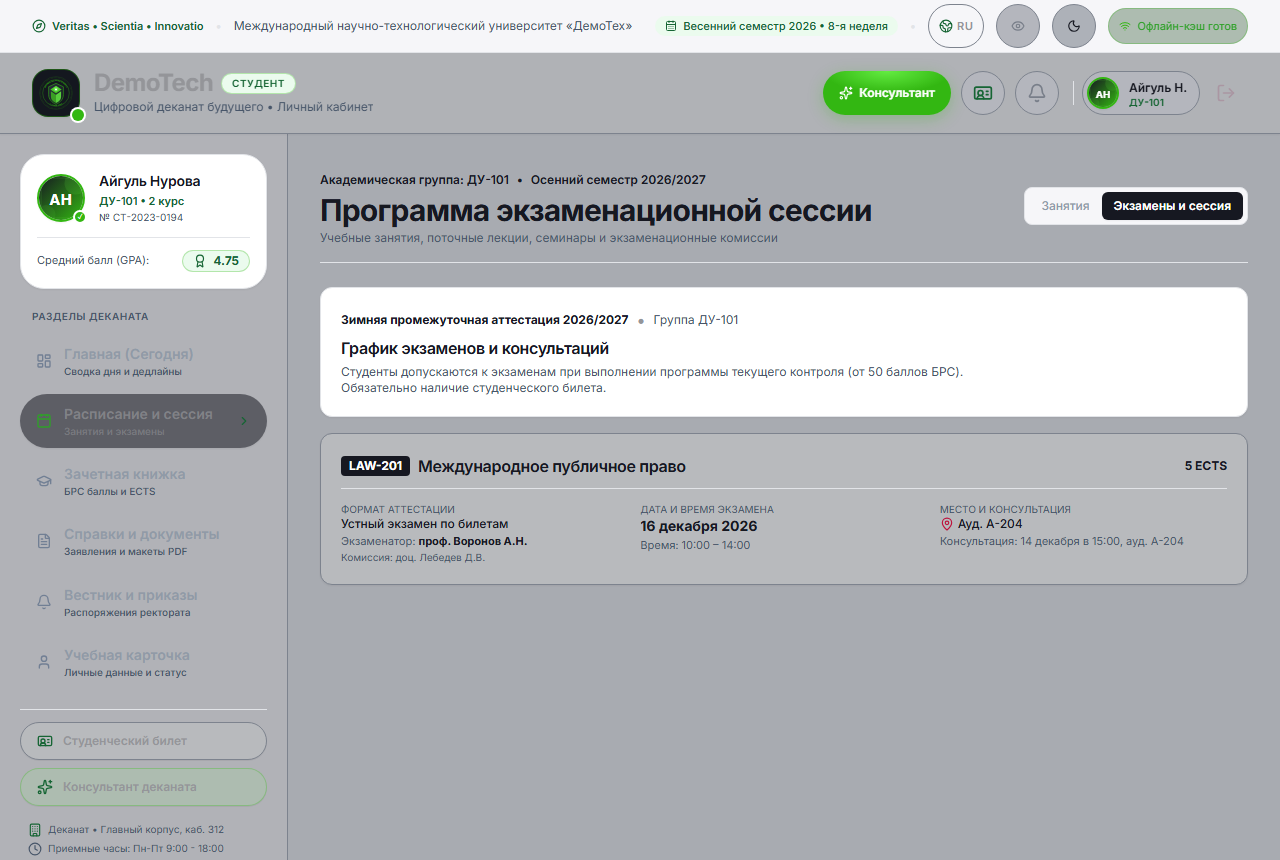 Veritas • Scientia • Innovatio
Международный научно-технологический университет «ДемоТех»
Весенний семестр 2026 • 8-я неделя
RU
Офлайн-кэш готов
DemoTech
СТУДЕНТ
Цифровой деканат будущего • Личный кабинет
Консультант
АН
Айгуль Н.
ДУ-101
АН
Айгуль Нурова
ДУ-101 • 2 курс
№ СТ-2023-0194
Средний балл (GPA):
4.75
РАЗДЕЛЫ ДЕКАНАТА
Главная (Сегодня)
Сводка дня и дедлайны
Расписание и сессия
Занятия и экзамены
Зачетная книжка
БРС баллы и ECTS
Справки и документы
Заявления и макеты PDF
Вестник и приказы
Распоряжения ректората
Учебная карточка
Личные данные и статус
Студенческий билет
Консультант деканата
Деканат • Главный корпус, каб. 312
Приемные часы: Пн-Пт 9:00 - 18:00
Академическая группа: ДУ-101 • Осенний семестр 2026/2027
Программа экзаменационной сессии
Учебные занятия, поточные лекции, семинары и экзаменационные комиссии
Занятия
Экзамены и сессия
Зимняя промежуточная аттестация 2026/2027 • Группа ДУ-101
График экзаменов и консультаций
Студенты допускаются к экзаменам при выполнении программы текущего контроля (от 50 баллов БРС).
Обязательно наличие студенческого билета.
LAW-201 Международное публичное право
5 ECTS
ФОРМАТ АТТЕСТАЦИИ
Устный экзамен по билетам
Экзаменатор: проф. Воронов А.Н.
Комиссия: доц. Лебедев Д.В.
ДАТА И ВРЕМЯ ЭКЗАМЕНА
16 декабря 2026
Время: 10:00 – 14:00
МЕСТО И КОНСУЛЬТАЦИЯ
Ауд. А-204
Консультация: 14 декабря в 15:00, ауд. А-204